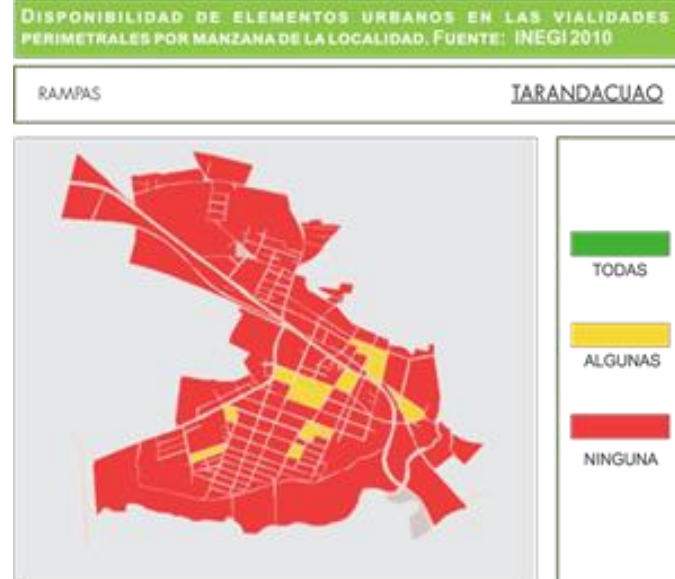 DISPONIBILIDAD DE ELEMENTOS URBANOS EN LAS VIALIDADES
PERIMETRALES POR MANZANA DE LA LOCALIDAD. FUENTE: INEGI 2010
RAMPAS
TARANDACUAO
TODAS
ALGUNAS
NINGUNA